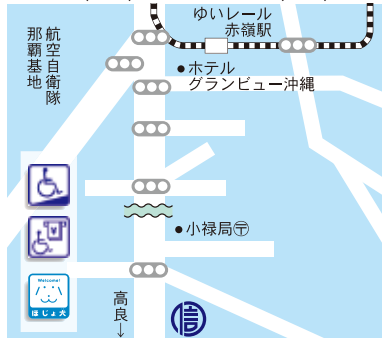 ゆいレール
赤嶺駅
航空自衛隊
那覇基地
ホテル
グランビュー沖縄
小禄局〶
¥
Welcome!
ほじょ犬
高良→
信